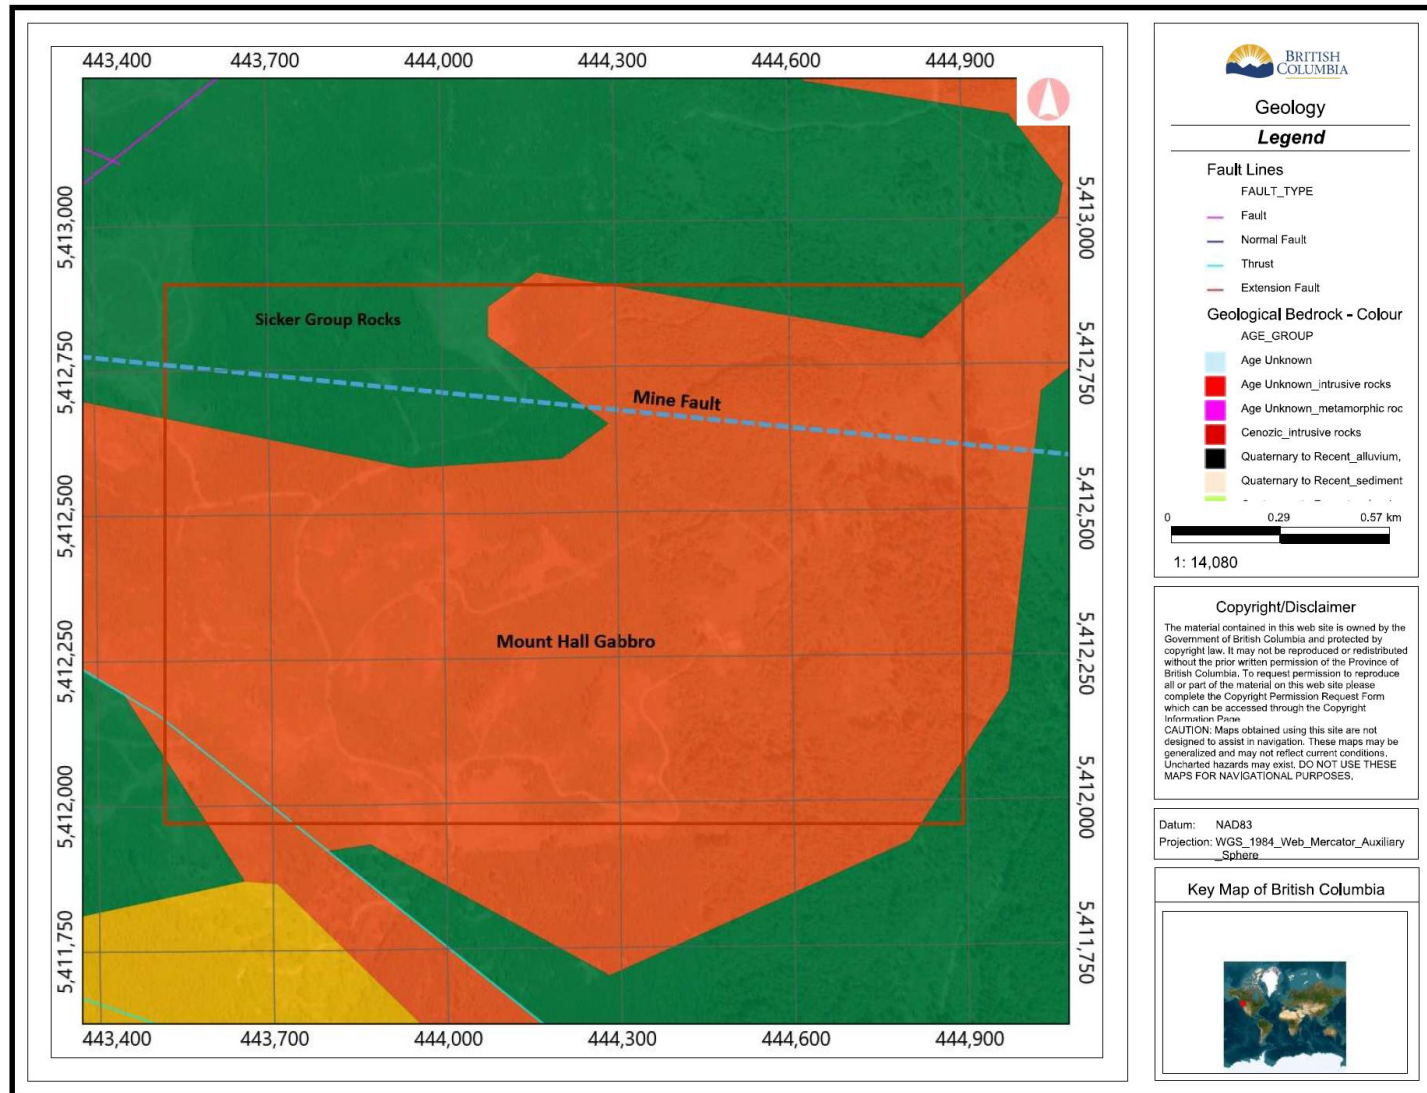 443,400 443,700 444,000 444,300 444,600 444,900
5,413,000
5,412,750
5,412,500
5,412,250
5,412,000
5,411,750
Sicker Group Rocks
Mine Fault
Mount Hall Gabbro
5,413,000
5,412,750
5,412,500
5,412,250
5,412,000
5,411,750
443,400 443,700 444,000 444,300 444,600 444,900
BRITISH
COLUMBIA
Geology
Legend
Fault Lines
FAULT_TYPE
Fault
Normal Fault
Thrust
Extension Fault
Geological Bedrock - Colour
AGE_GROUP
Age Unknown
Age Unknown_intrusive rocks
Age Unknown_metamorphic roc
Cenozic_intrusive rocks
Quaternary to Recent_alluvium,
Quaternary to Recent_sediment
0 0.29 0.57 km
1: 14,080
Copyright/Disclaimer
The material contained in this web site is owned by the
Government of British Columbia and protected by
copyright law. It may not be reproduced or redistributed
without the prior written permission of the Province of
British Columbia. To request permission to reproduce
all or part of the material on this web site please
complete the Copyright Permission Request Form
which can be accessed through the Copyright
Information Page
CAUTION: Maps obtained using this site are not
designed to assist in navigation. These maps may be
generalized and may not reflect current conditions.
Uncharted hazards may exist. DO NOT USE THESE
MAPS FOR NAVIGATIONAL PURPOSES.
Datum: NAD83
Projection: WGS_1984_Web_Mercator_Auxiliary
_Sphere
Key Map of British Columbia